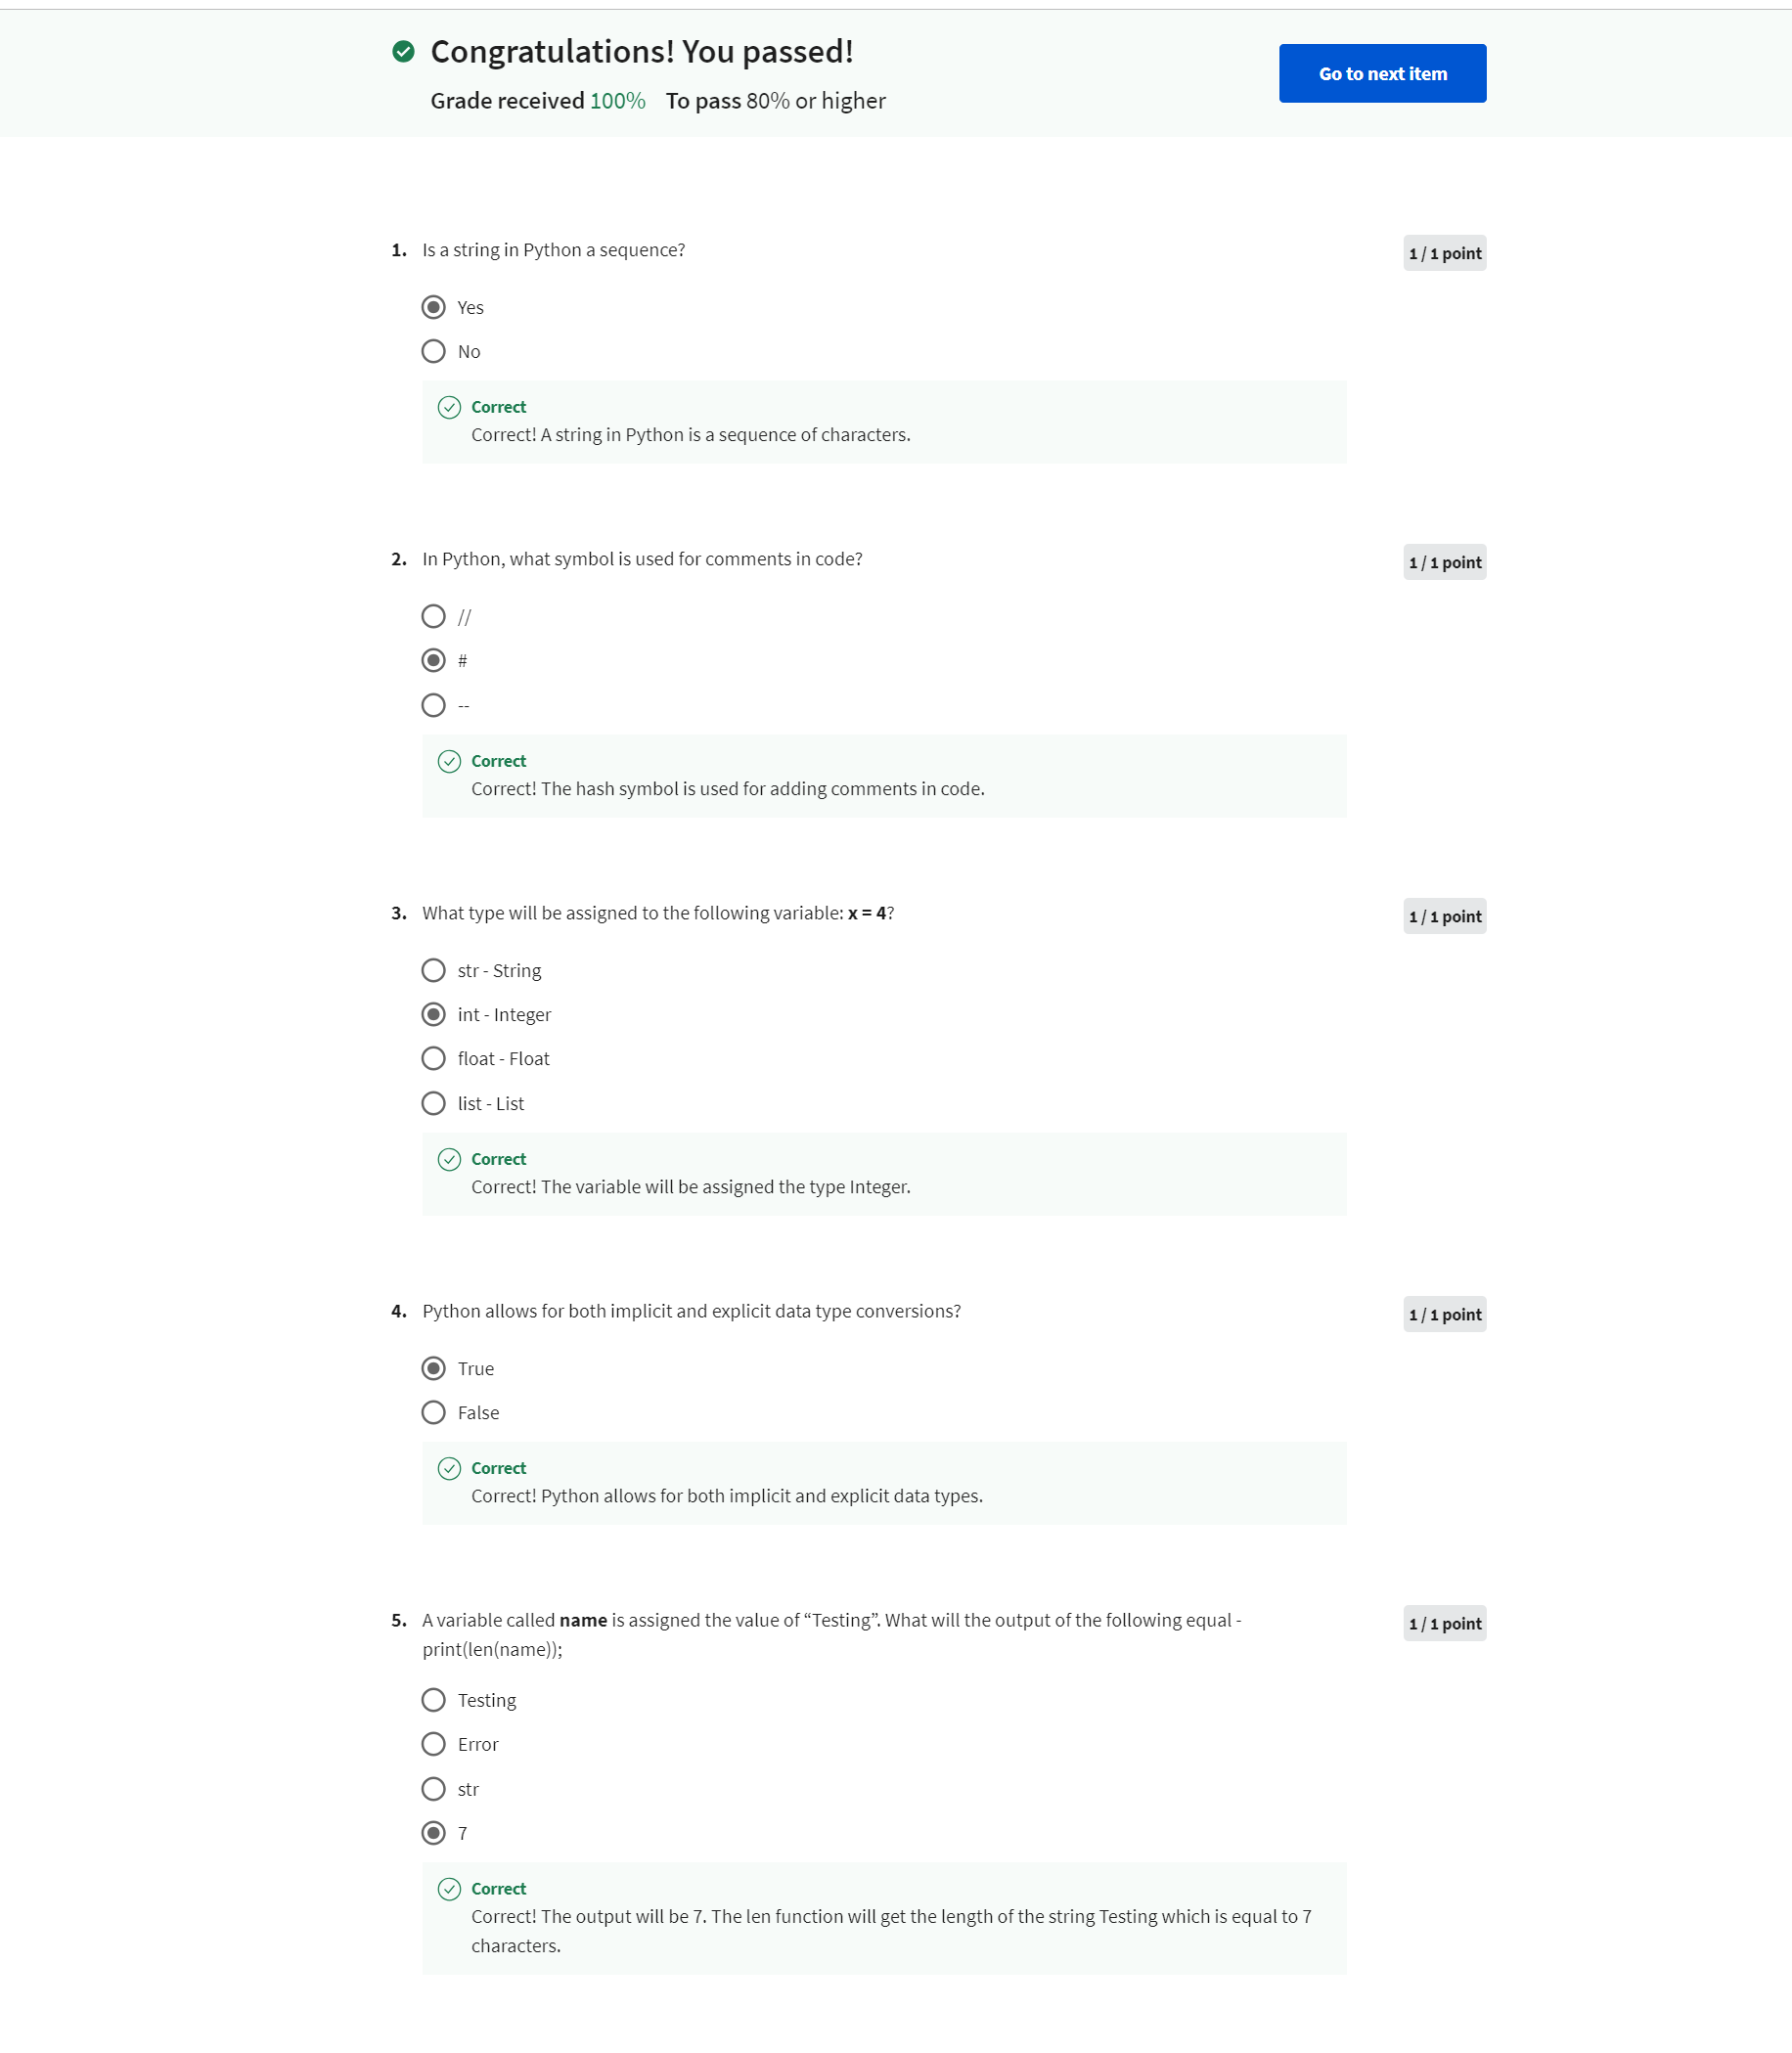 Congratulations! You passed!
Grade received 100% To pass 80% or higher
Go to next item
1. Is a string in Python a sequence?
1 / 1 point
Yes
No
Correct
Correct! A string in Python is a sequence of characters.
2. In Python, what symbol is used for comments in code?
1 / 1 point
//
#
--
Correct
Correct! The hash symbol is used for adding comments in code.
3. What type will be assigned to the following variable: x = 4?
1 / 1 point
str - String
int - Integer
float - Float
list - List
Correct
Correct! The variable will be assigned the type Integer.
4. Python allows for both implicit and explicit data type conversions?
1 / 1 point
True
False
Correct
Correct! Python allows for both implicit and explicit data types.
5. A variable called name is assigned the value of “Testing”. What will the output of the following equal -
print(len(name));
1 / 1 point
Testing
Error
str
7
Correct
Correct! The output will be 7. The len function will get the length of the string Testing which is equal to 7
characters.